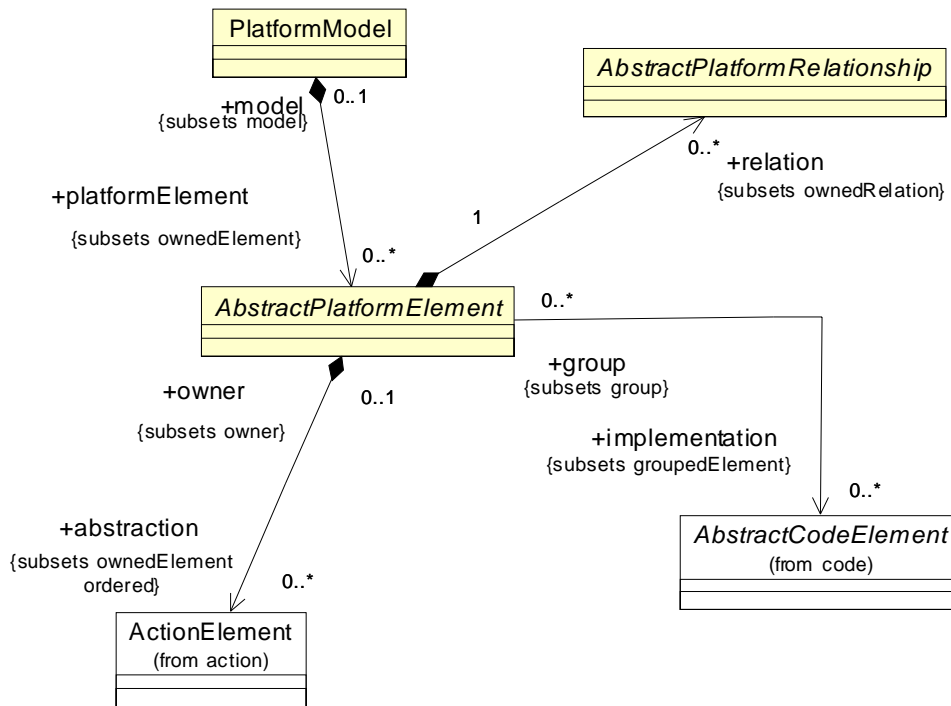 PlatformModel
AbstractPlatformRelationship
0..1
+model
{subsets model}
0..*
+relation
{subsets ownedRelation}
+platformElement
{subsets ownedElement}
1
0..*
AbstractPlatformElement
0..*
+group
{subsets group}
+owner
0..1
{subsets owner}
+implementation
{subsets groupedElement}
0..*
+abstraction
{subsets ownedElement
ordered}
0..*
AbstractCodeElement
(from code)
ActionElement
(from action)